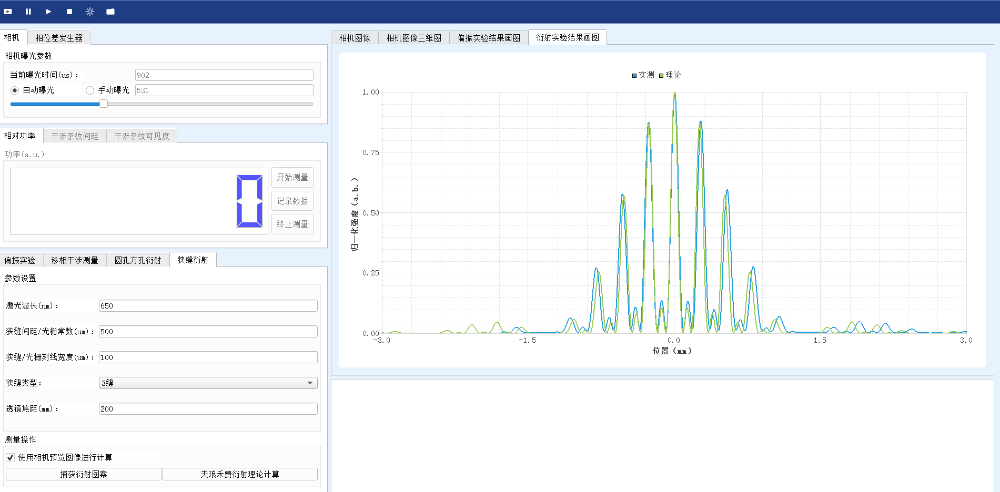 相机 相位差发生器
相机曝光参数
当前曝光时间(us)： 902
自动曝光 手动曝光 531
相对功率 干涉条纹间距 干涉条纹可见度
功率(a.u.)
0
开始测量
记录数据
终止测量
偏振实验 移相干涉测量 圆孔方孔衍射 狭缝衍射
参数设置
激光波长(nm)： 650
狭缝间距/光栅常数(um)： 500
狭缝/光栅刻线宽度(um)： 100
狭缝类型： 3缝
透镜焦距(mm)： 200
测量操作
使用相机预览图像进行计算
捕获衍射图案 夫琅禾费衍射理论计算
相机图像 相机图像三维图 偏振实验结果画图 衍射实验结果画图
实测 理论
1.00
0.75
0.50
0.25
0.00
归一化强度（a.b.）
-3.0 -1.5 0.0 1.5 3.0
位置（mm）